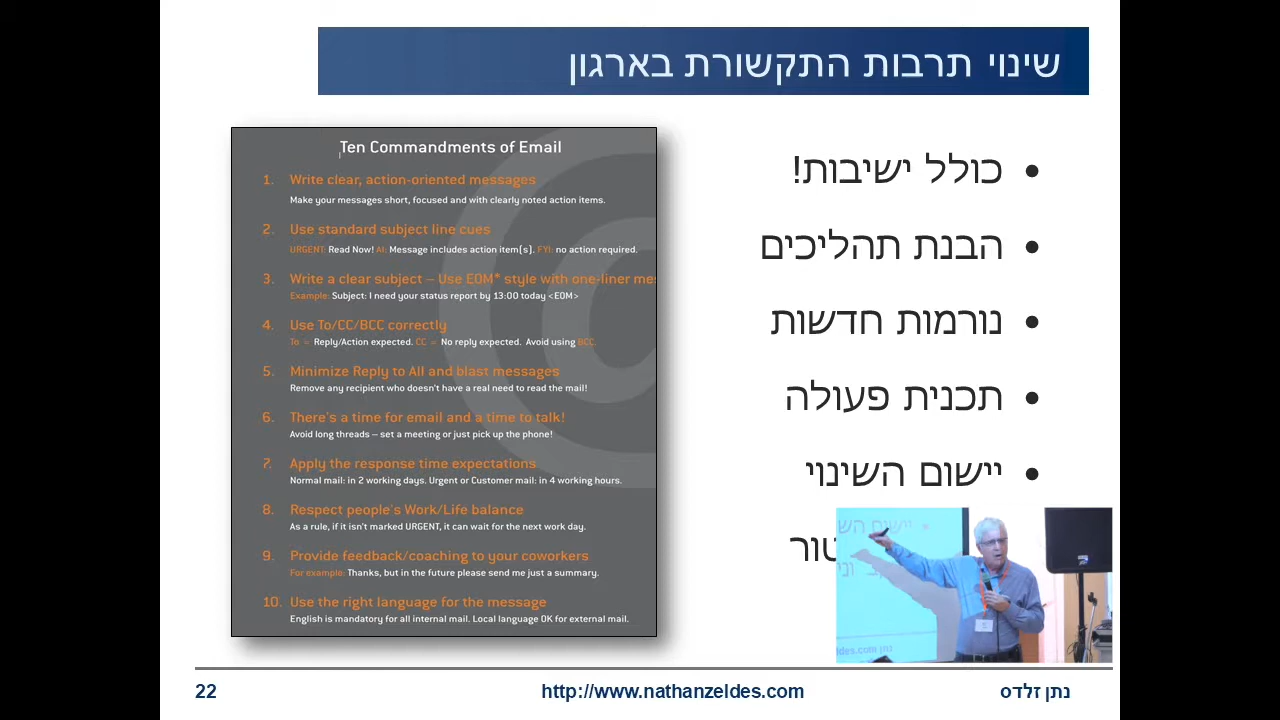 שינוי תרבות התקשורת בארגון
כולל ישיבות!
הבנת תהליכים
נורמות חדשות
תכנית פעולה
יישום השינוי
Ten Commandments of Email
1. Write clear, action-oriented messages
Make your messages short, focused and with clearly noted action items.
2. Use standard subject line cues
URGENT: Read Now! AI: Message includes action item(s). FYI: no action required.
3. Write a clear subject – Use EOM* style with one-liner mes
Example: Subject: I need your status report by 13:00 today <EOM>
4. Use To/CC/BCC correctly
To = Reply/Action expected. CC = No reply expected. Avoid using BCC.
5. Minimize Reply to All and blast messages
Remove any recipient who doesn't have a real need to read the mail!
6. There's a time for email and a time to talk!
Avoid long threads – set a meeting or just pick up the phone!
7. Apply the response time expectations
Normal mail: in 2 working days. Urgent or Customer mail: in 4 working hours.
8. Respect people's Work/Life balance
As a rule, if it isn't marked URGENT, it can wait for the next work day.
9. Provide feedback/coaching to your coworkers
For example: Thanks, but in the future please send me just a summary.
10. Use the right language for the message
English is mandatory for all internal mail. Local language OK for external mail.
22
http://www.nathanzeldes.com
נתן זלדס